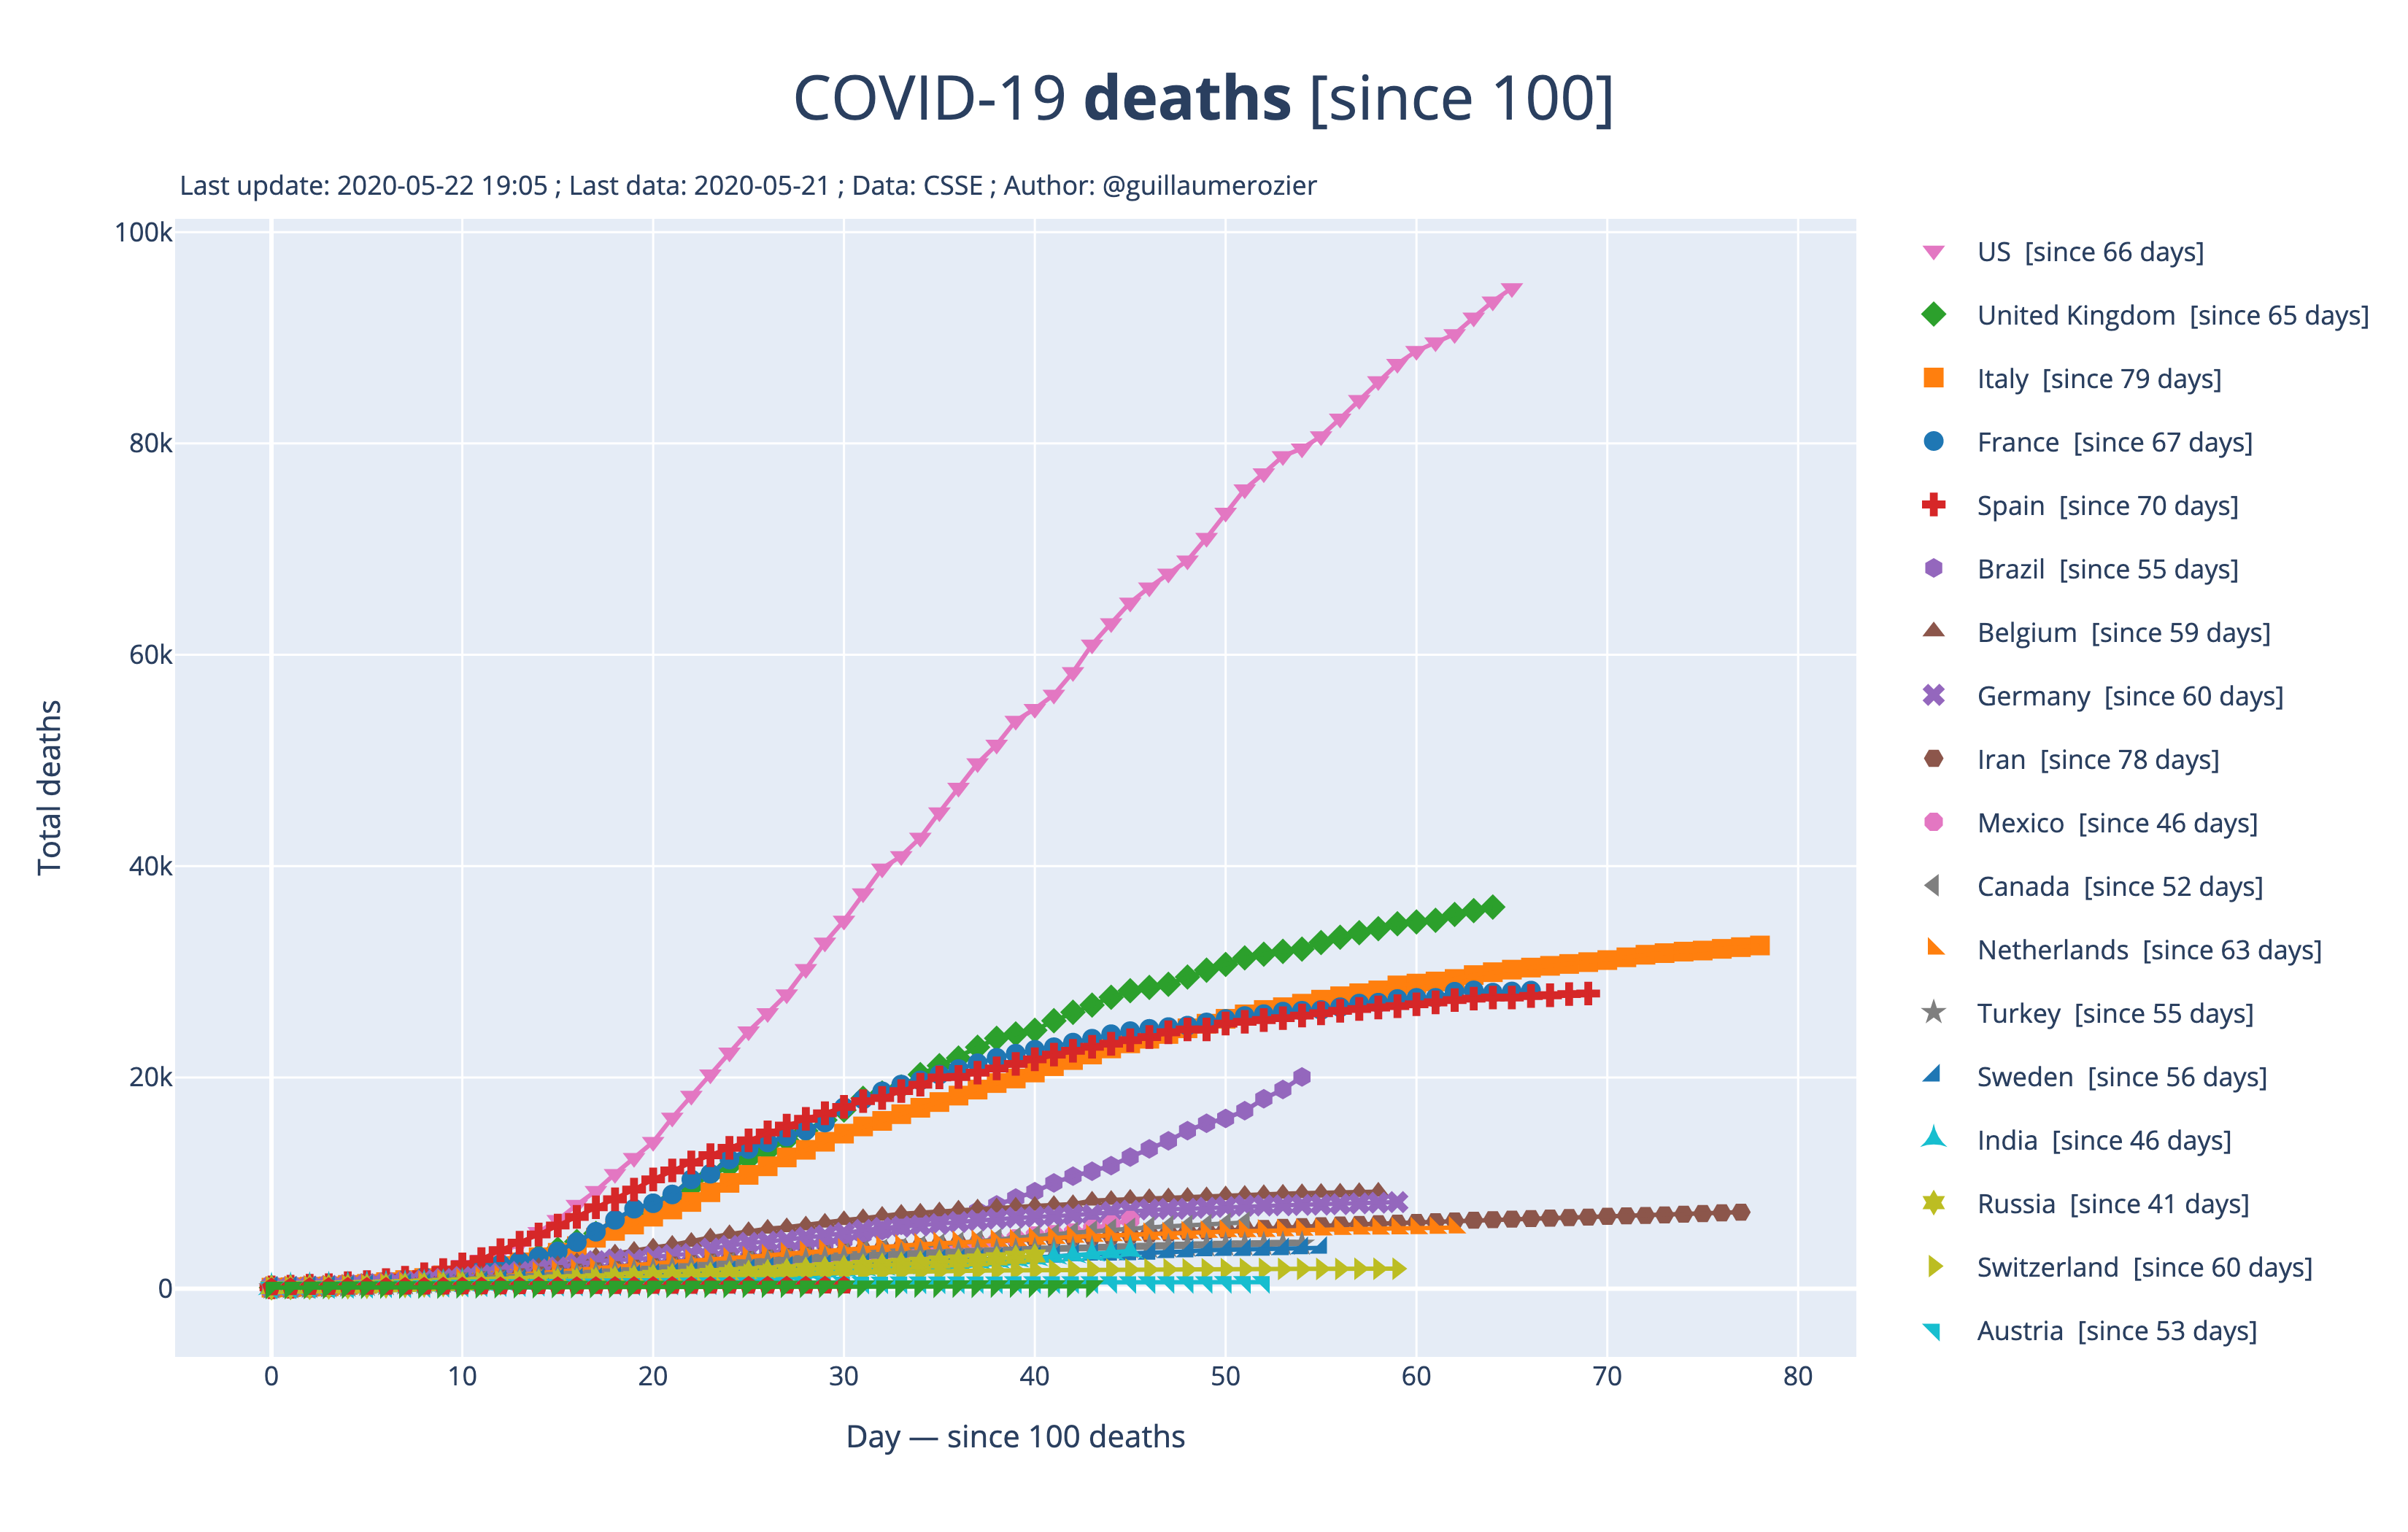 COVID-19 deaths [since 100]
Last update: 2020-05-22 19:05 ; Last data: 2020-05-21 ; Data: CSSE ; Author: @guillaumerozier
100k
80k
60k
40k
20k
0
Total deaths
0 10 20 30 40 50 60 70 80
Day — since 100 deaths
US [since 66 days]
United Kingdom [since 65 days]
Italy [since 79 days]
France [since 67 days]
Spain [since 70 days]
Brazil [since 55 days]
Belgium [since 59 days]
Germany [since 60 days]
Iran [since 78 days]
Mexico [since 46 days]
Canada [since 52 days]
Netherlands [since 63 days]
Turkey [since 55 days]
Sweden [since 56 days]
India [since 46 days]
Russia [since 41 days]
Switzerland [since 60 days]
Austria [since 53 days]